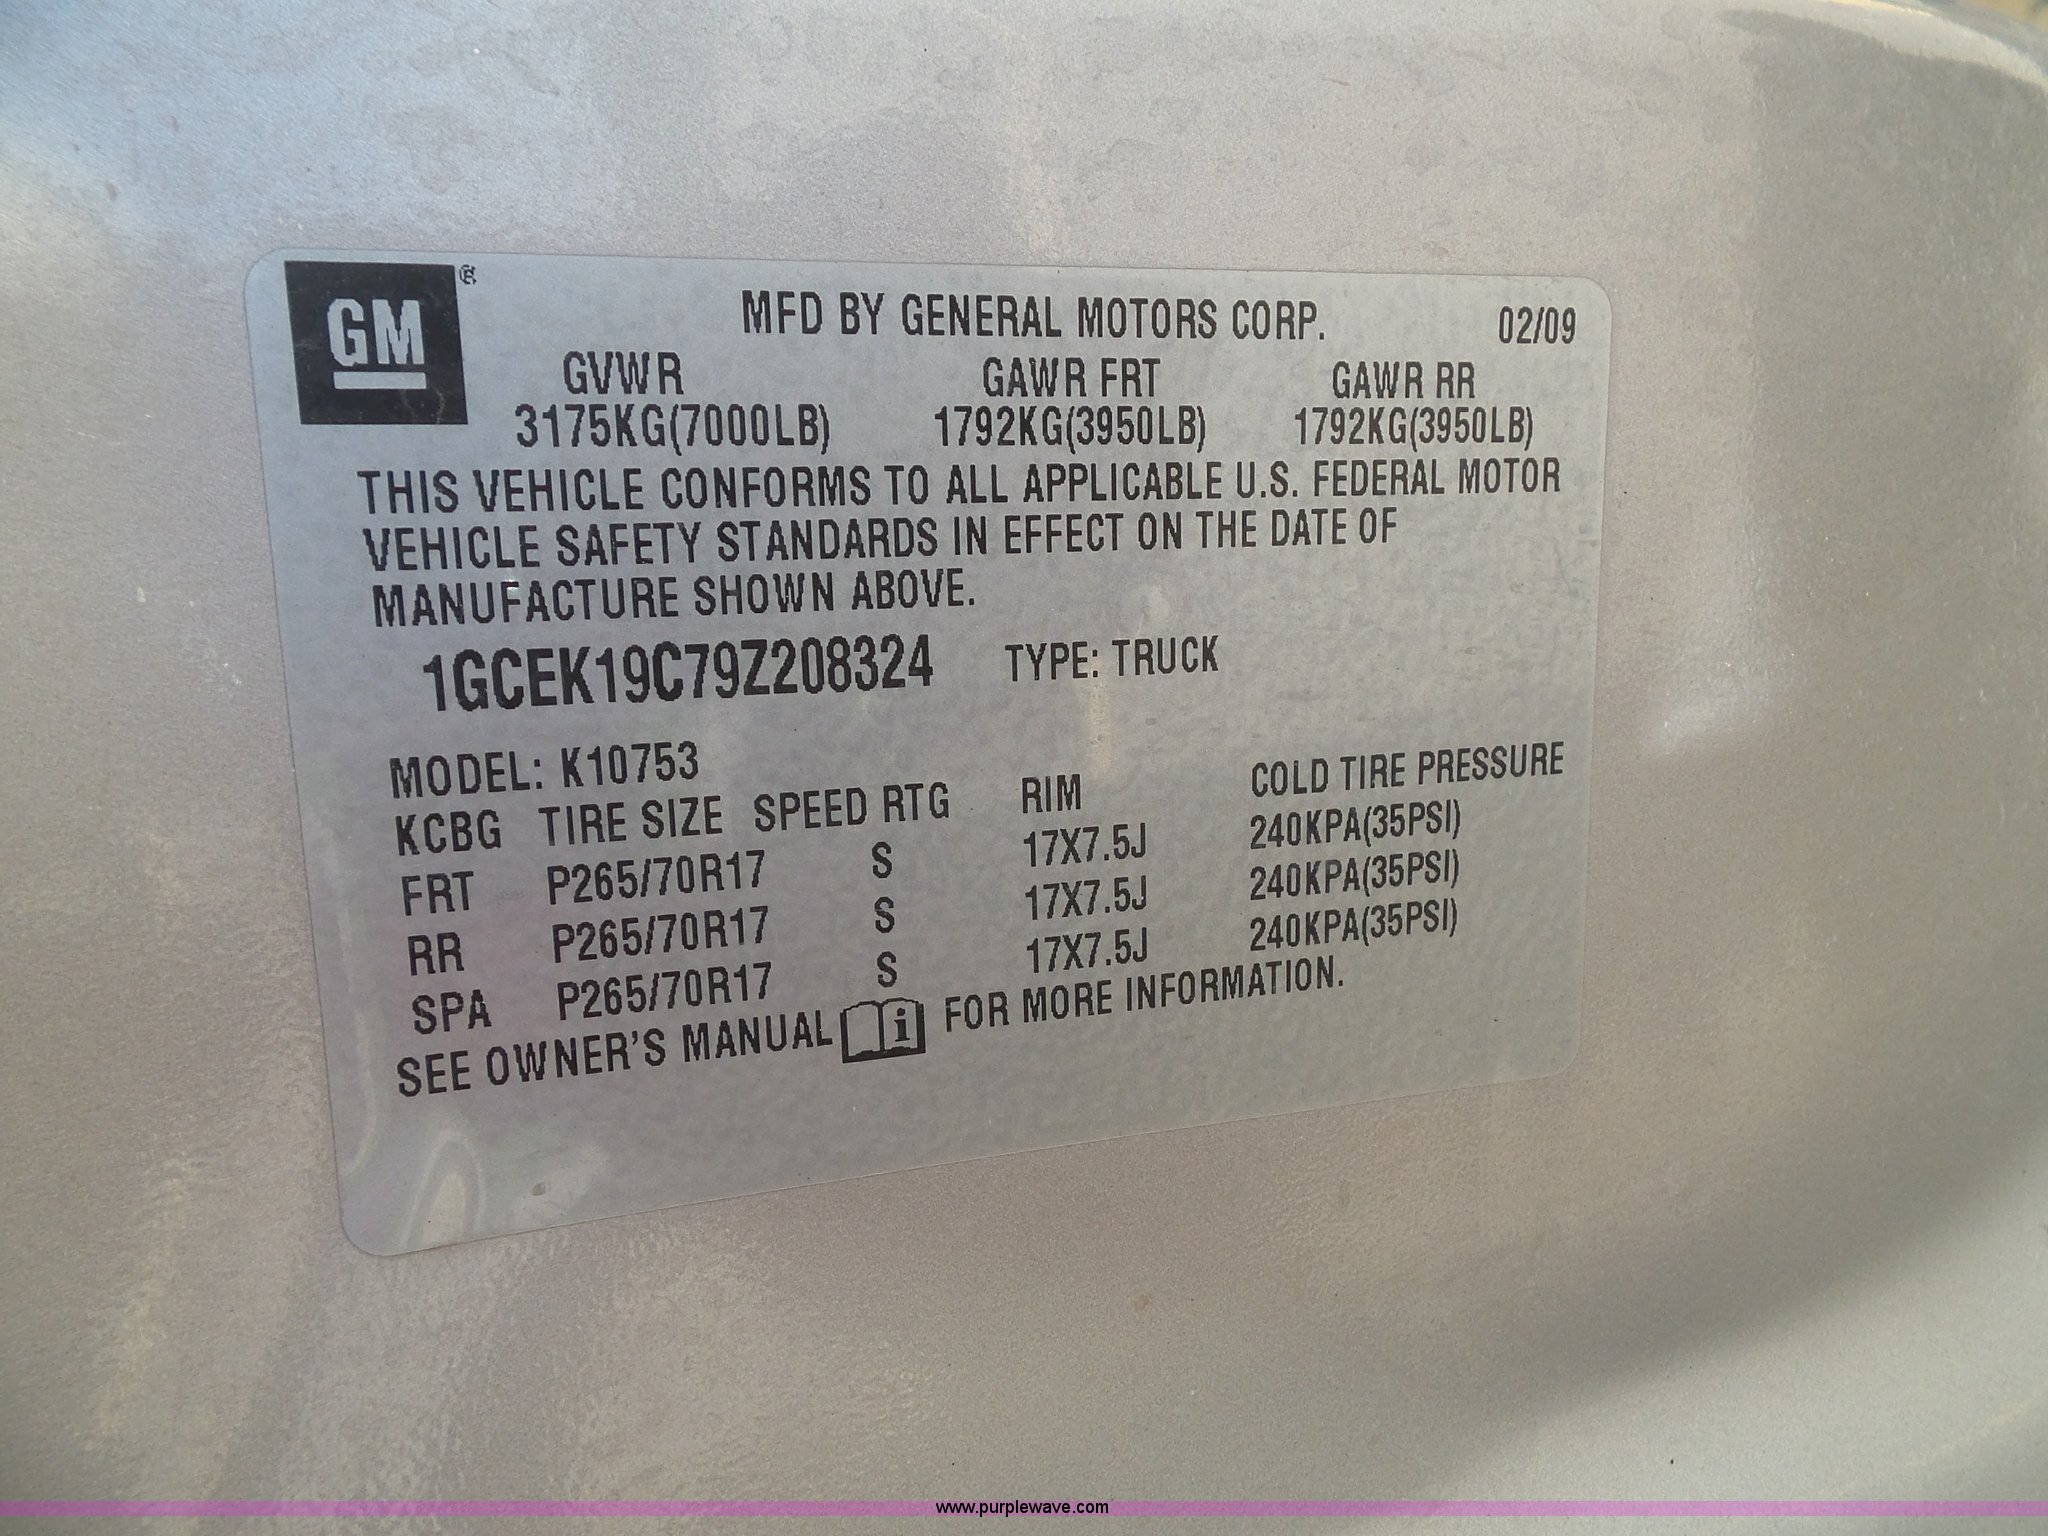 GM ®
MFD BY GENERAL MOTORS CORP. 02/09
GVWR GAWR FRT GAWR RR
3175KG(7000LB) 1792KG(3950LB) 1792KG(3950LB)
THIS VEHICLE CONFORMS TO ALL APPLICABLE U.S. FEDERAL MOTOR
VEHICLE SAFETY STANDARDS IN EFFECT ON THE DATE OF
MANUFACTURE SHOWN ABOVE.
1GCEK19C79Z208324 TYPE: TRUCK
MODEL: K10753
KCBG TIRE SIZE SPEED RTG RIM COLD TIRE PRESSURE
FRT P265/70R17 S 17X7.5J 240KPA(35PSI)
RR P265/70R17 S 17X7.5J 240KPA(35PSI)
SPA P265/70R17 S 17X7.5J 240KPA(35PSI)
SEE OWNER'S MANUAL i FOR MORE INFORMATION.
www.purplewave.com